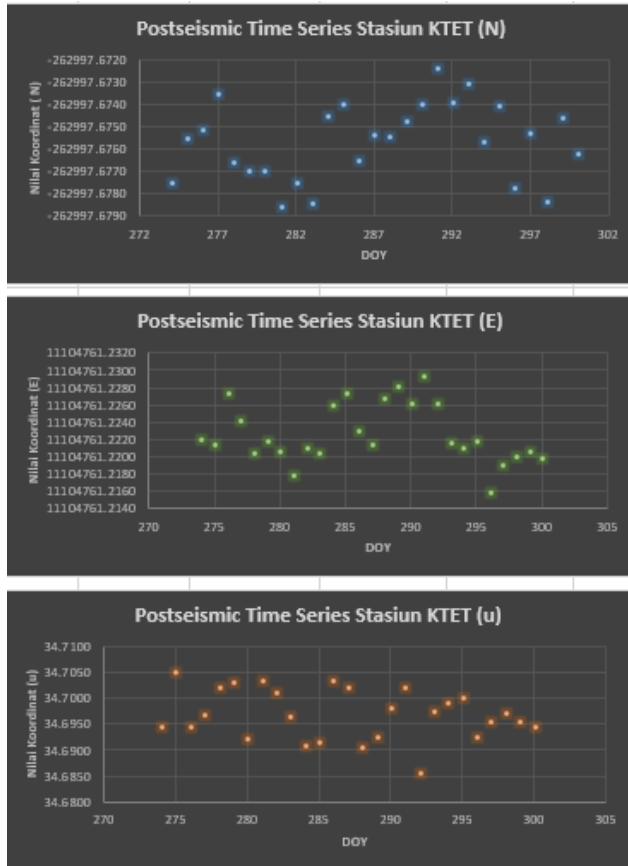 Postseismic Time Series Stasiun KTET (N)
Nilai Koordinat ( N)
-262997.6720
-262997.6730
-262997.6740
-262997.6750
-262997.6760
-262997.6770
-262997.6780
-262997.6790
272 277 282 287 292 297 302
DOY
Postseismic Time Series Stasiun KTET (E)
Nilai Koordinat (E)
11104761.2320
11104761.2300
11104761.2280
11104761.2260
11104761.2240
11104761.2220
11104761.2200
11104761.2180
11104761.2160
11104761.2140
270 275 280 285 290 295 300 305
DOY
Postseismic Time Series Stasiun KTET (u)
Nilai Koordinat (u)
34.7100
34.7050
34.7000
34.6950
34.6900
34.6850
34.6800
270 275 280 285 290 295 300 305
DOY